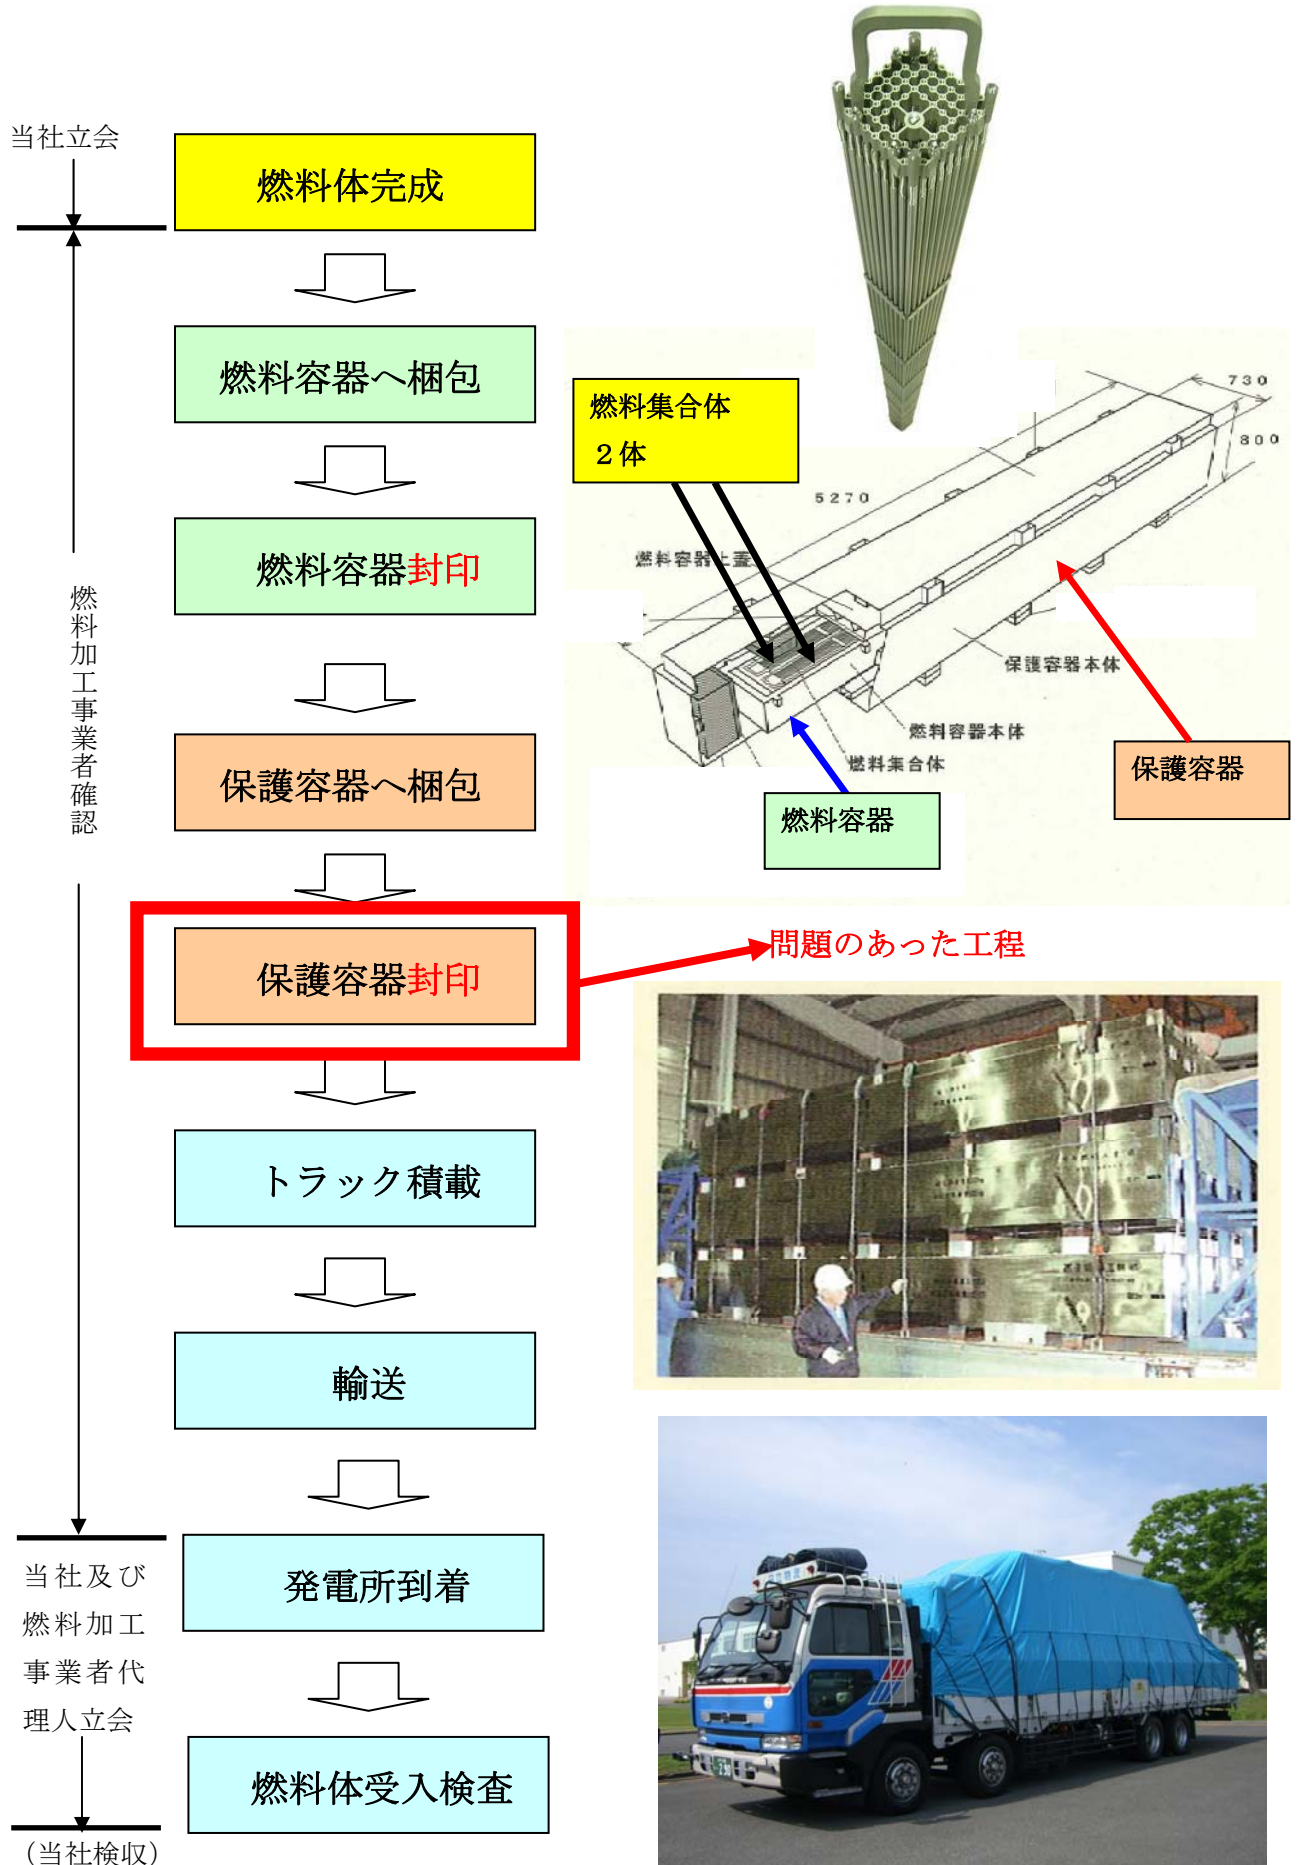 当社立会
燃料体完成
燃料容器へ梱包
燃料容器封印
燃料加工事業者確認
保護容器へ梱包
保護容器封印
問題のあった工程
トラック積載
輸送
発電所到着
燃料体受入検査
当社及び
燃料加工
事業者代
理人立会
(当社検収)
燃料集合体
2体
730
800
5270
燃料容器上蓋
保護容器本体
燃料容器本体
燃料集合体
保護容器
燃料容器